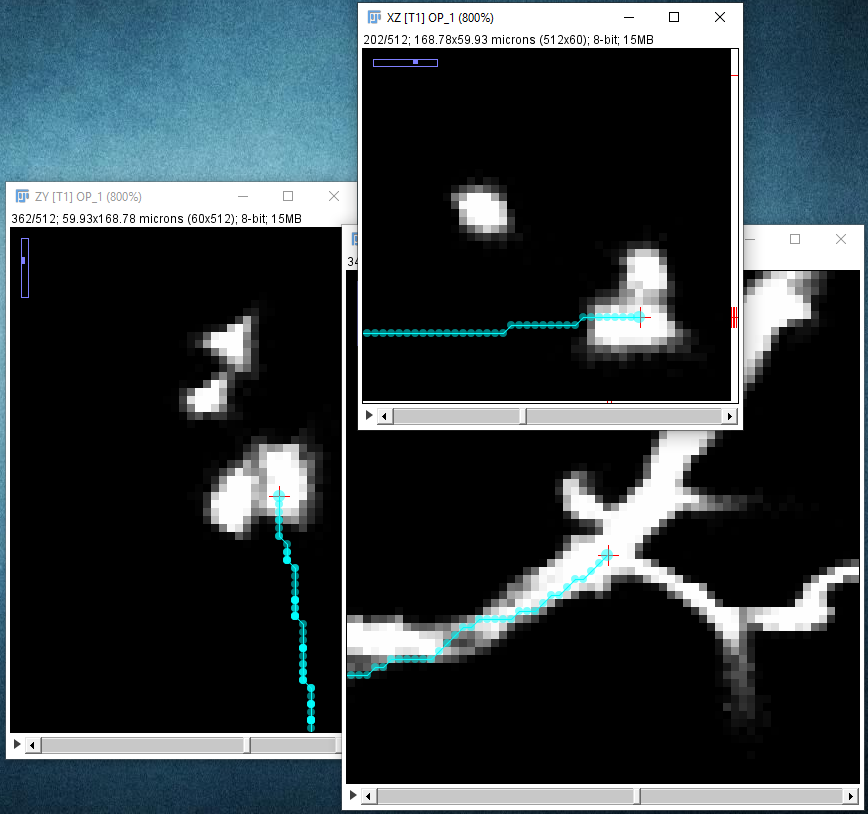 XZ [T1] OP_1 (800%)
202/512; 168.78x59.93 microns (512x60); 8-bit; 15MB
ZY [T1] OP_1 (800%)
362/512; 59.93x168.78 microns (60x512); 8-bit; 15MB
34